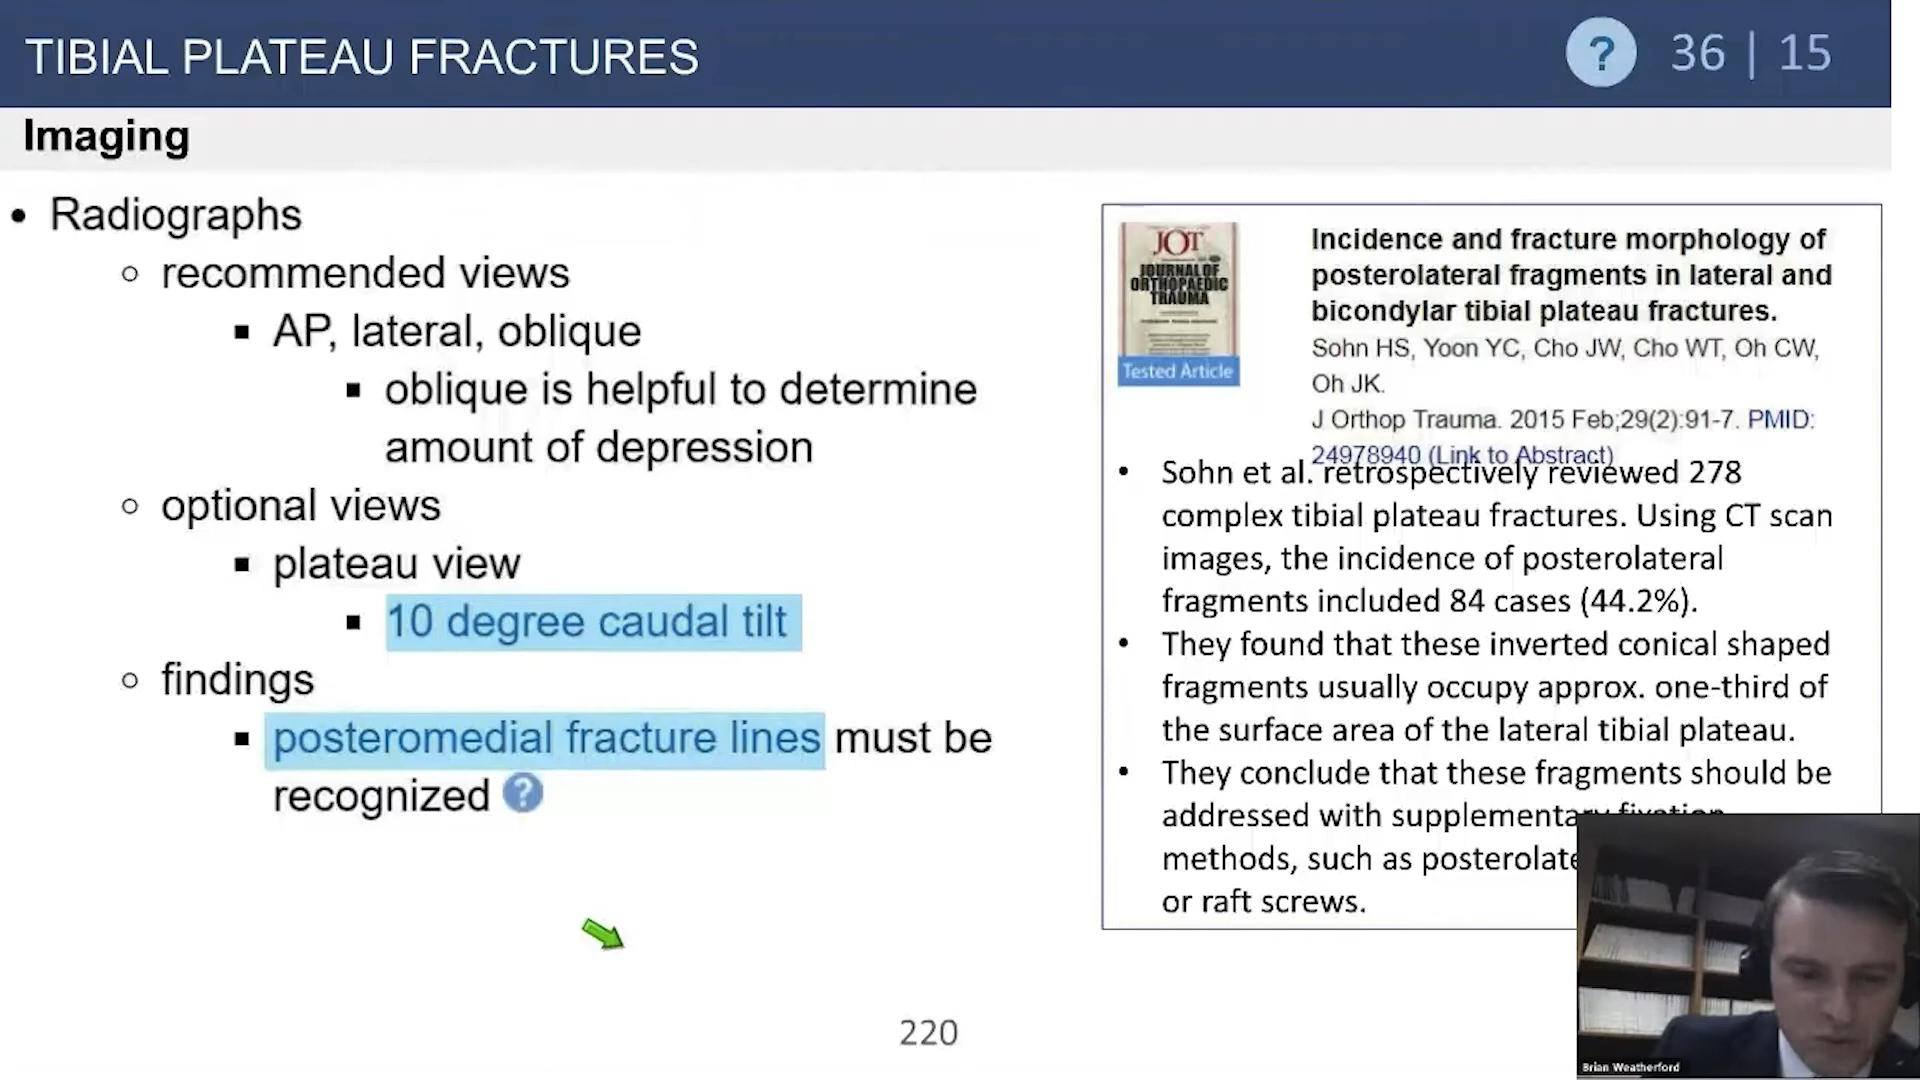 TIBIAL PLATEAU FRACTURES
? 36 | 15
Imaging
• Radiographs
○ recommended views
▪ AP, lateral, oblique
▪ oblique is helpful to determine
amount of depression
○ optional views
▪ plateau view
▪ 10 degree caudal tilt
○ findings
▪ posteromedial fracture lines must be
recognized ?
JOT
JOURNAL OF
ORTHOPAEDIC
TRAUMA
Tested Article
Incidence and fracture morphology of
posterolateral fragments in lateral and
bicondylar tibial plateau fractures.
Sohn HS, Yoon YC, Cho JW, Cho WT, Oh CW,
Oh JK.
J Orthop Trauma. 2015 Feb;29(2):91-7. PMID:
24978940 (Link to Abstract)
• Sohn et al. retrospectively reviewed 278
complex tibial plateau fractures. Using CT scan
images, the incidence of posterolateral
fragments included 84 cases (44.2%).
• They found that these inverted conical shaped
fragments usually occupy approx. one-third of
the surface area of the lateral tibial plateau.
• They conclude that these fragments should be
addressed with supplementary fixation
methods, such as posterolate
or raft screws.
220
Brian Weatherford